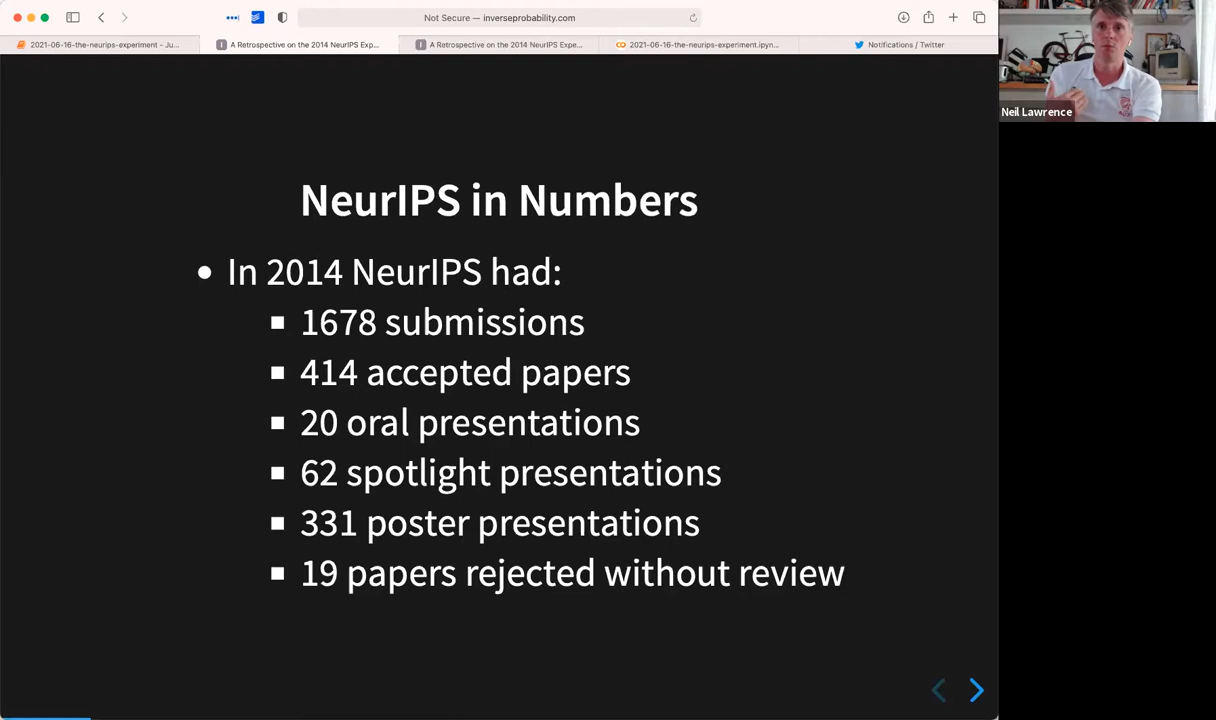 Not Secure — inverseprobability.com
2021-06-16-the-neurips-experiment - Ju...
A Retrospective on the 2014 NeurIPS Exp...
A Retrospective on the 2014 NeurIPS Expe...
2021-06-16-the-neurips-experiment.ipyn...
Notifications / Twitter
Neil Lawrence
NeurIPS in Numbers
• In 2014 NeurIPS had:
▪ 1678 submissions
▪ 414 accepted papers
▪ 20 oral presentations
▪ 62 spotlight presentations
▪ 331 poster presentations
▪ 19 papers rejected without review